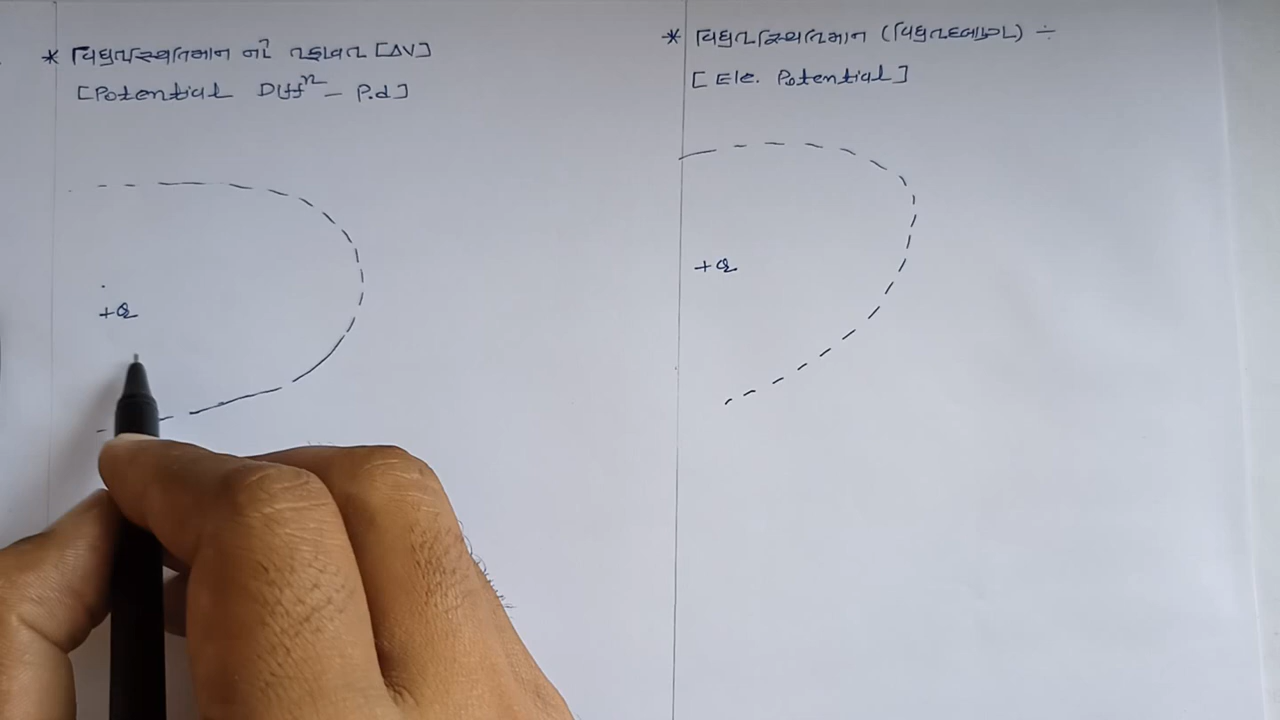 * વિદ્યુતસ્થિતિમાન નો તફાવત [ΔV]
[Potential Diffⁿ - P.d]
+Q
* વિદ્યુતસ્થિતિમાન (વિદ્યુતદબાણ) ÷
[Ele. Potential]
+Q